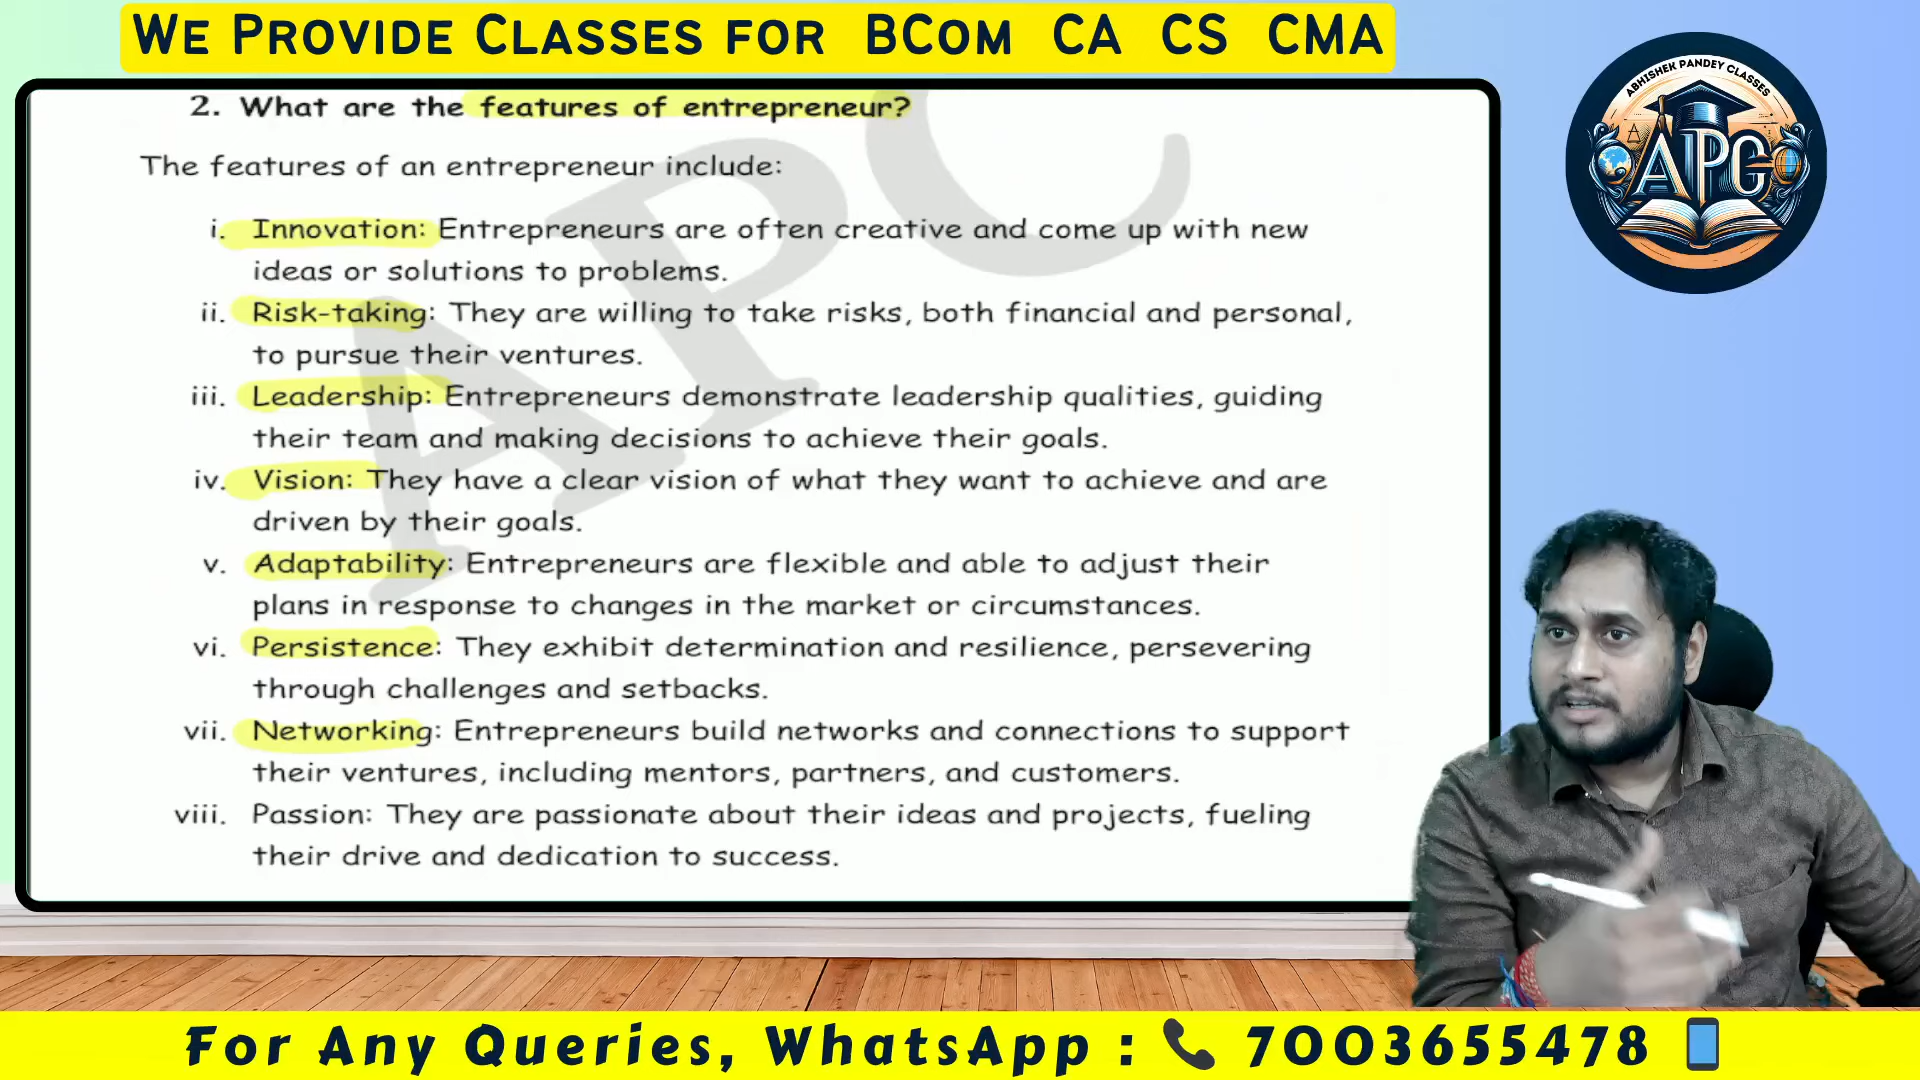 WE PROVIDE CLASSES FOR BCOM CA CS CMA
ABHISHEK PANDEY CLASSES
APC
2. What are the features of entrepreneur?
The features of an entrepreneur include:
i. Innovation: Entrepreneurs are often creative and come up with new
ideas or solutions to problems.
ii. Risk-taking: They are willing to take risks, both financial and personal,
to pursue their ventures.
iii. Leadership: Entrepreneurs demonstrate leadership qualities, guiding
their team and making decisions to achieve their goals.
iv. Vision: They have a clear vision of what they want to achieve and are
driven by their goals.
v. Adaptability: Entrepreneurs are flexible and able to adjust their
plans in response to changes in the market or circumstances.
vi. Persistence: They exhibit determination and resilience, persevering
through challenges and setbacks.
vii. Networking: Entrepreneurs build networks and connections to support
their ventures, including mentors, partners, and customers.
viii. Passion: They are passionate about their ideas and projects, fueling
their drive and dedication to success.
APC
For Any Queries, WhatsApp : 7003655478